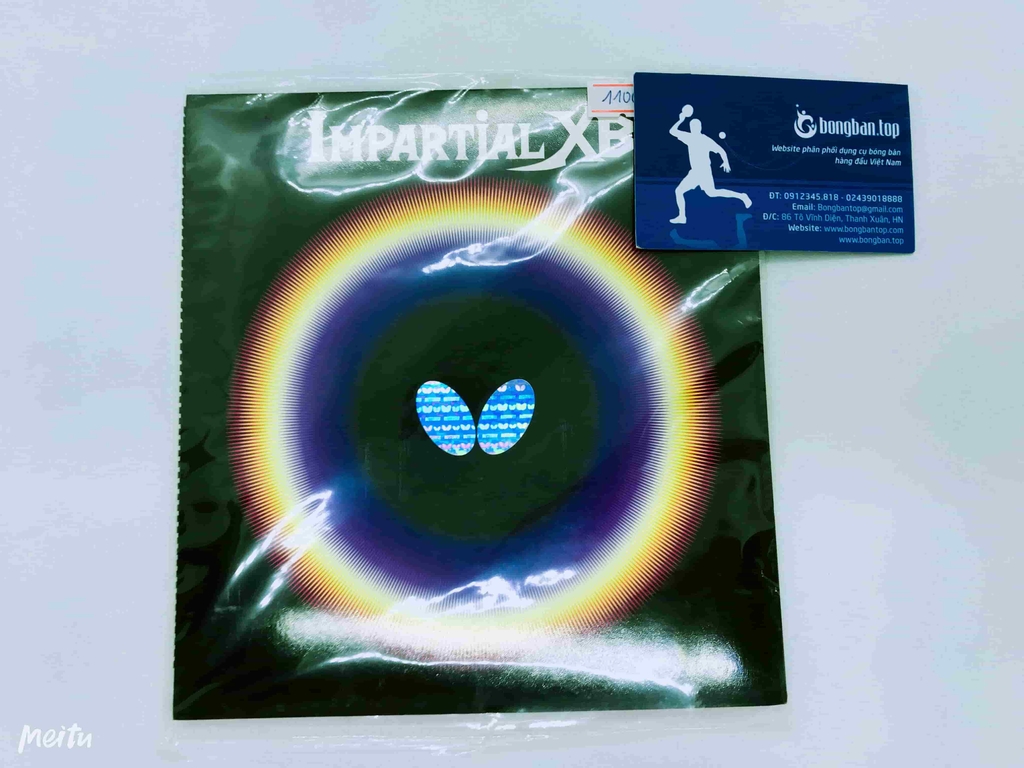 IMPARTIAL XB
1100
bongban.top
Website phân phối dụng cụ bóng bàn
hàng đầu Việt Nam
ĐT: 0912345.818 - 02439018888
Email: Bongbantop@gmail.com
Đ/C: 86 Tô Vĩnh Diện, Thanh Xuân, HN
Website: www.bongbantop.com
www.bongban.top
meitu